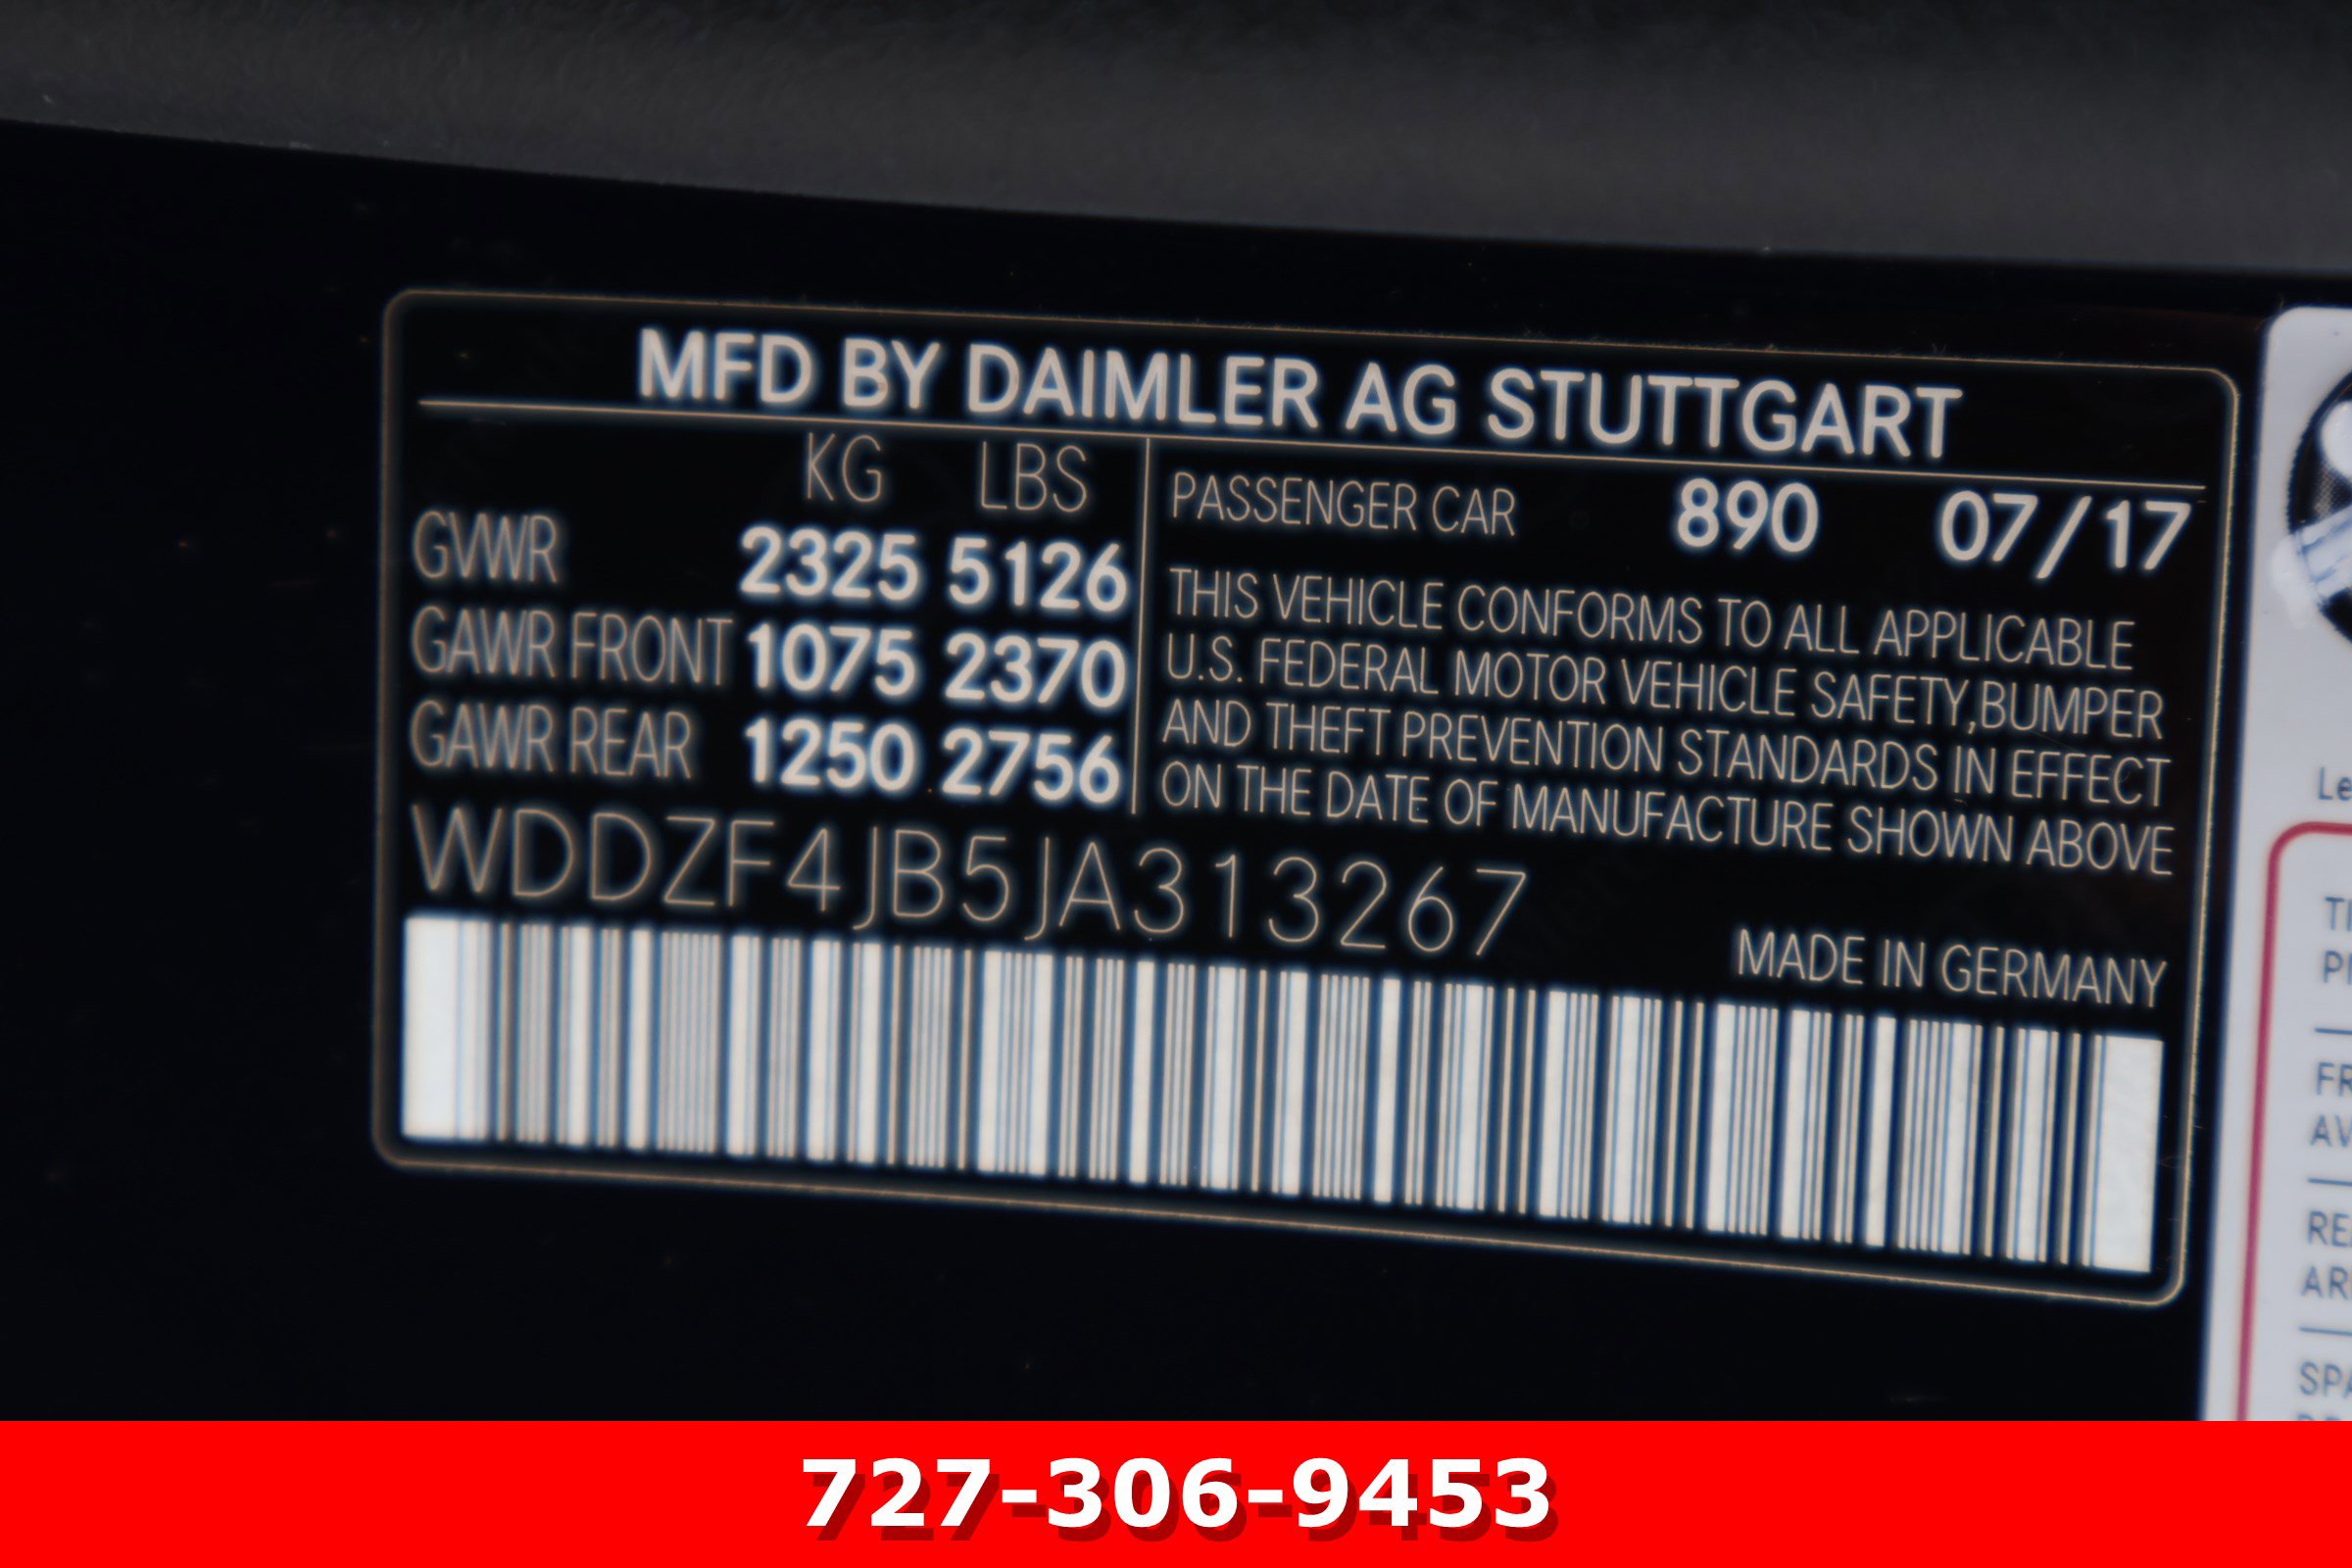 MFD BY DAIMLER AG STUTTGART
KG LBS
GVWR 2325 5126
GAWR FRONT 1075 2370
GAWR REAR 1250 2756
PASSENGER CAR 890 07/17
THIS VEHICLE CONFORMS TO ALL APPLICABLE
U.S. FEDERAL MOTOR VEHICLE SAFETY,BUMPER
AND THEFT PREVENTION STANDARDS IN EFFECT
ON THE DATE OF MANUFACTURE SHOWN ABOVE
WDDZF4JB5JA313267
MADE IN GERMANY
727-306-9453